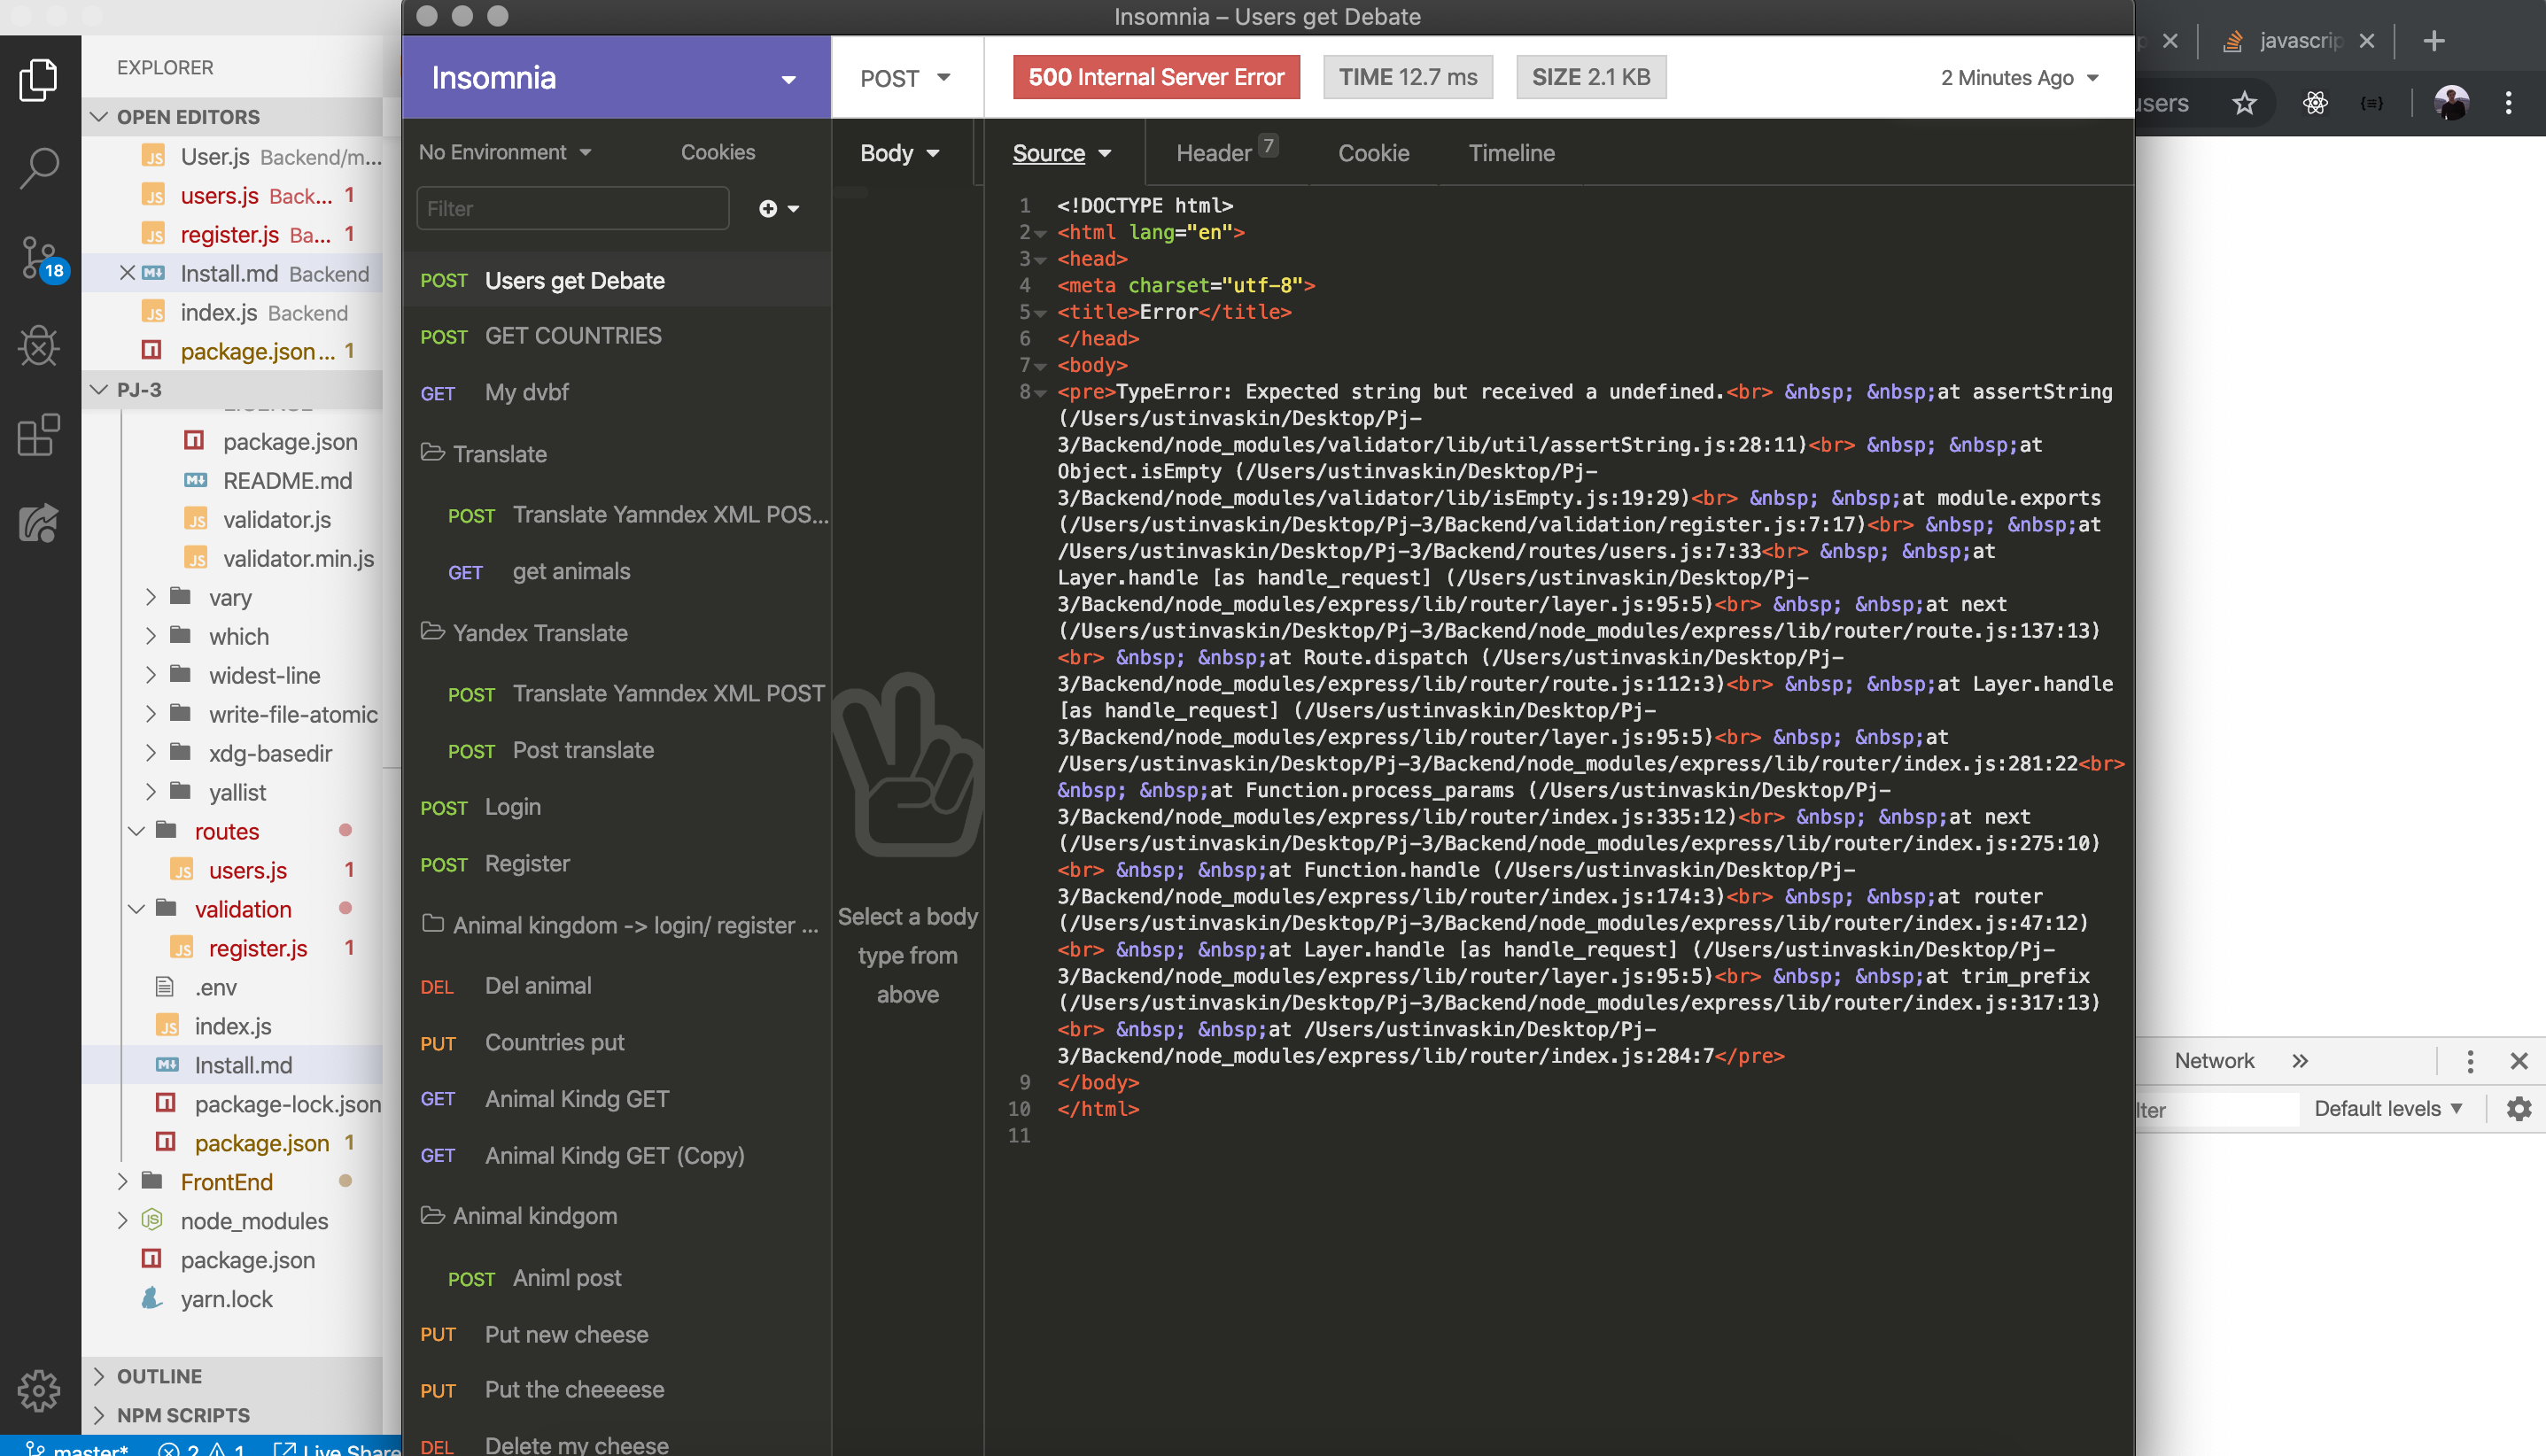 EXPLORER
OPEN EDITORS
User.js Backend/m...
users.js Back... 1
register.js Ba... 1
Install.md Backend
index.js Backend
package.json ... 1
PJ-3
package.json
README.md
validator.js
validator.min.js
vary
which
widest-line
write-file-atomic
xdg-basedir
yallist
routes
users.js 1
validation
register.js 1
.env
index.js
Install.md
package-lock.json
package.json 1
FrontEnd
node_modules
package.json
yarn.lock
OUTLINE
NPM SCRIPTS
master* 2 1 Live Share
18
Insomnia – Users get Debate
Insomnia
No Environment Cookies
Filter
POST Users get Debate
POST GET COUNTRIES
GET My dvbf
Translate
POST Translate Yamndex XML POS...
GET get animals
Yandex Translate
POST Translate Yamndex XML POST
POST Post translate
POST Login
POST Register
Animal kingdom -> login/ register ...
DEL Del animal
PUT Countries put
GET Animal Kindg GET
GET Animal Kindg GET (Copy)
Animal kindgom
POST Animl post
PUT Put new cheese
PUT Put the cheeeese
DEL Delete my cheese
POST
Body
Select a body
type from
above
500 Internal Server Error TIME 12.7 ms SIZE 2.1 KB 2 Minutes Ago
Source Header 7 Cookie Timeline
1 <!DOCTYPE html>
2 <html lang="en">
3 <head>
4 <meta charset="utf-8">
5 <title>Error</title>
6 </head>
7 <body>
8 <pre>TypeError: Expected string but received a undefined.<br> &nbsp; &nbsp;at assertString
(/Users/ustinvaskin/Desktop/Pj-
3/Backend/node_modules/validator/lib/util/assertString.js:28:11)<br> &nbsp; &nbsp;at
Object.isEmpty (/Users/ustinvaskin/Desktop/Pj-
3/Backend/node_modules/validator/lib/isEmpty.js:19:29)<br> &nbsp; &nbsp;at module.exports
(/Users/ustinvaskin/Desktop/Pj-3/Backend/validation/register.js:7:17)<br> &nbsp; &nbsp;at
/Users/ustinvaskin/Desktop/Pj-3/Backend/routes/users.js:7:33<br> &nbsp; &nbsp;at
Layer.handle [as handle_request] (/Users/ustinvaskin/Desktop/Pj-
3/Backend/node_modules/express/lib/router/layer.js:95:5)<br> &nbsp; &nbsp;at next
(/Users/ustinvaskin/Desktop/Pj-3/Backend/node_modules/express/lib/router/route.js:137:13)
<br> &nbsp; &nbsp;at Route.dispatch (/Users/ustinvaskin/Desktop/Pj-
3/Backend/node_modules/express/lib/router/route.js:112:3)<br> &nbsp; &nbsp;at Layer.handle
[as handle_request] (/Users/ustinvaskin/Desktop/Pj-
3/Backend/node_modules/express/lib/router/layer.js:95:5)<br> &nbsp; &nbsp;at
/Users/ustinvaskin/Desktop/Pj-3/Backend/node_modules/express/lib/router/index.js:281:22<br>
&nbsp; &nbsp;at Function.process_params (/Users/ustinvaskin/Desktop/Pj-
3/Backend/node_modules/express/lib/router/index.js:335:12)<br> &nbsp; &nbsp;at next
(/Users/ustinvaskin/Desktop/Pj-3/Backend/node_modules/express/lib/router/index.js:275:10)
<br> &nbsp; &nbsp;at Function.handle (/Users/ustinvaskin/Desktop/Pj-
3/Backend/node_modules/express/lib/router/index.js:174:3)<br> &nbsp; &nbsp;at router
(/Users/ustinvaskin/Desktop/Pj-3/Backend/node_modules/express/lib/router/index.js:47:12)
<br> &nbsp; &nbsp;at Layer.handle [as handle_request] (/Users/ustinvaskin/Desktop/Pj-
3/Backend/node_modules/express/lib/router/layer.js:95:5)<br> &nbsp; &nbsp;at trim_prefix
(/Users/ustinvaskin/Desktop/Pj-3/Backend/node_modules/express/lib/router/index.js:317:13)
<br> &nbsp; &nbsp;at /Users/ustinvaskin/Desktop/Pj-
3/Backend/node_modules/express/lib/router/index.js:284:7</pre>
9 </body>
10 </html>
11
javascrip
users
Network
lter Default levels